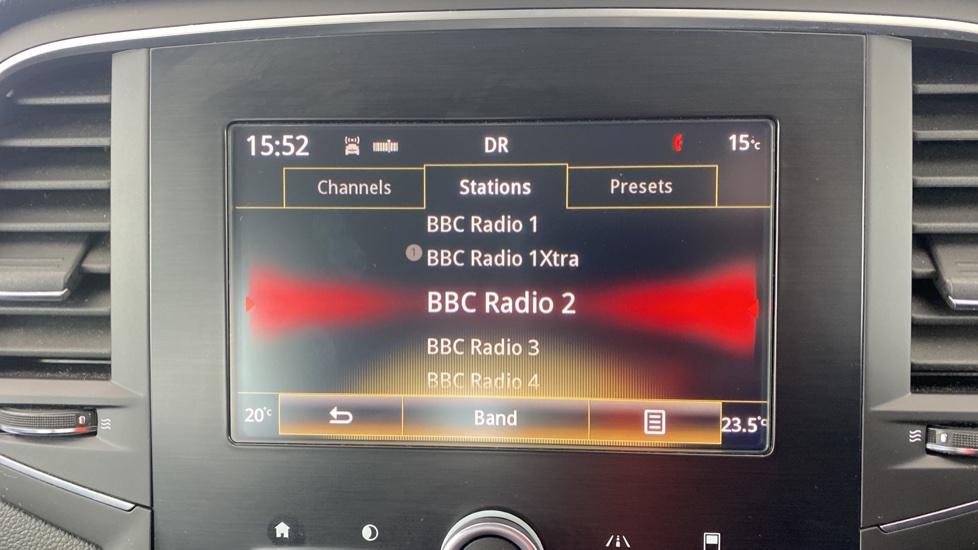 15:52 DR 15°c
Channels Stations Presets
BBC Radio 1
1 BBC Radio 1Xtra
BBC Radio 2
BBC Radio 3
BBC Radio 4
20°c Band 23.5°c